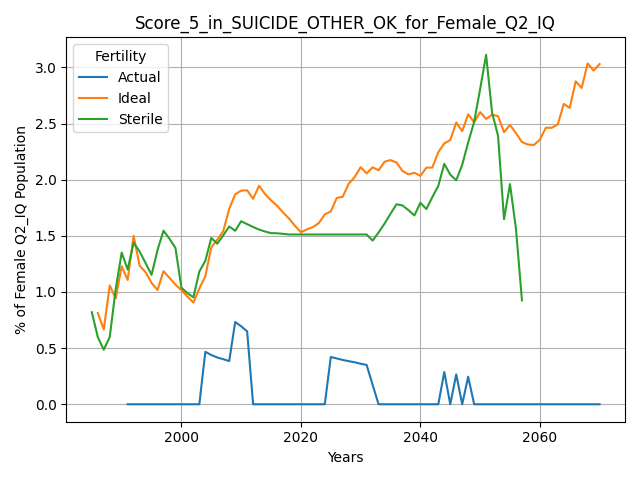 Score_5_in_SUICIDE_OTHER_OK_for_Female_Q2_IQ
Fertility
Actual
Ideal
Sterile
% of Female Q2_IQ Population
3.0
2.5
2.0
1.5
1.0
0.5
0.0
2000 2020 2040 2060
Years